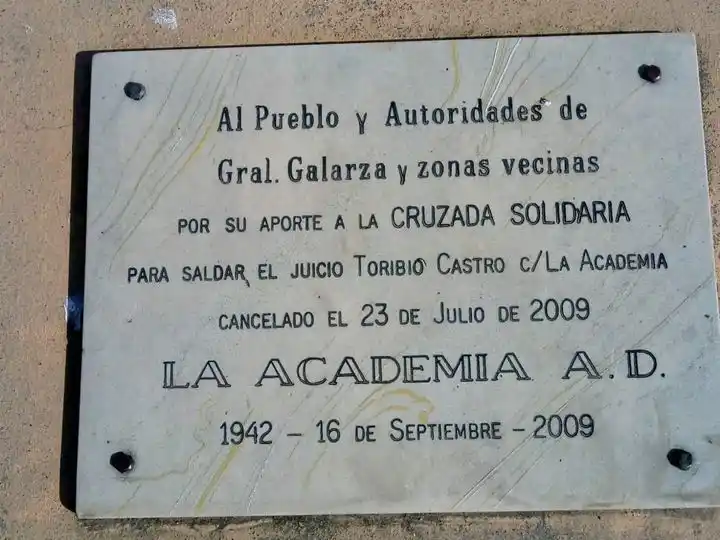 Al Pueblo y Autoridades de
Gral. Galarza y zonas vecinas
POR SU APORTE A LA CRUZADA SOLIDARIA
PARA SALDAR EL JUICIO TORIBIO CASTRO C/LA ACADEMIA
CANCELADO EL 23 DE JULIO DE 2009
LA ACADEMIA A.D.
1942 - 16 DE SEPTIEMBRE - 2009